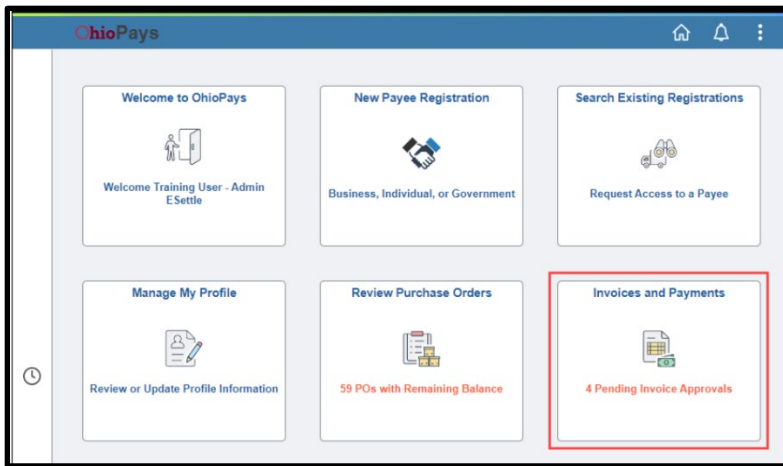 OhioPays
Welcome to OhioPays
Welcome Training User - Admin
ESettle
New Payee Registration
Business, Individual, or Government
Search Existing Registrations
Request Access to a Payee
Manage My Profile
Review or Update Profile Information
Review Purchase Orders
59 POs with Remaining Balance
Invoices and Payments
4 Pending Invoice Approvals